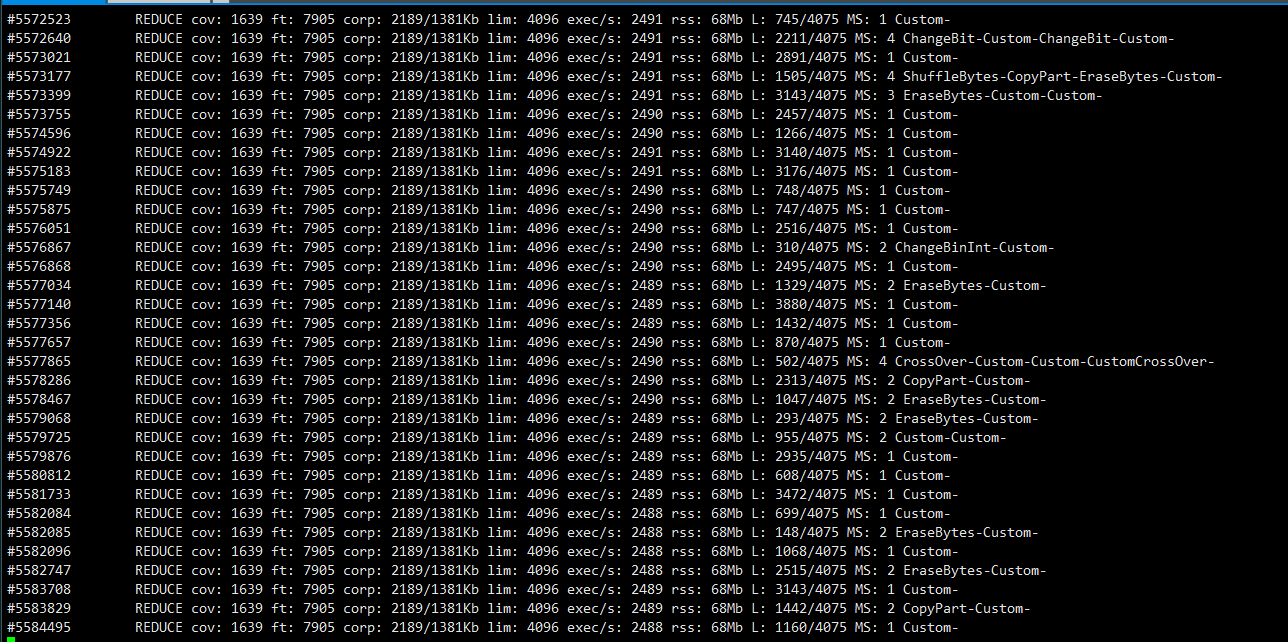 #5572523 REDUCE cov: 1639 ft: 7905 corp: 2189/1381Kb lim: 4096 exec/s: 2491 rss: 68Mb L: 745/4075 MS: 1 Custom-
#5572640 REDUCE cov: 1639 ft: 7905 corp: 2189/1381Kb lim: 4096 exec/s: 2491 rss: 68Mb L: 2211/4075 MS: 4 ChangeBit-Custom-ChangeBit-Custom-
#5573021 REDUCE cov: 1639 ft: 7905 corp: 2189/1381Kb lim: 4096 exec/s: 2491 rss: 68Mb L: 2891/4075 MS: 1 Custom-
#5573177 REDUCE cov: 1639 ft: 7905 corp: 2189/1381Kb lim: 4096 exec/s: 2491 rss: 68Mb L: 1505/4075 MS: 4 ShuffleBytes-CopyPart-EraseBytes-Custom-
#5573399 REDUCE cov: 1639 ft: 7905 corp: 2189/1381Kb lim: 4096 exec/s: 2491 rss: 68Mb L: 3143/4075 MS: 3 EraseBytes-Custom-Custom-
#5573755 REDUCE cov: 1639 ft: 7905 corp: 2189/1381Kb lim: 4096 exec/s: 2490 rss: 68Mb L: 2457/4075 MS: 1 Custom-
#5574596 REDUCE cov: 1639 ft: 7905 corp: 2189/1381Kb lim: 4096 exec/s: 2490 rss: 68Mb L: 1266/4075 MS: 1 Custom-
#5574922 REDUCE cov: 1639 ft: 7905 corp: 2189/1381Kb lim: 4096 exec/s: 2491 rss: 68Mb L: 3140/4075 MS: 1 Custom-
#5575183 REDUCE cov: 1639 ft: 7905 corp: 2189/1381Kb lim: 4096 exec/s: 2491 rss: 68Mb L: 3176/4075 MS: 1 Custom-
#5575749 REDUCE cov: 1639 ft: 7905 corp: 2189/1381Kb lim: 4096 exec/s: 2490 rss: 68Mb L: 748/4075 MS: 1 Custom-
#5575875 REDUCE cov: 1639 ft: 7905 corp: 2189/1381Kb lim: 4096 exec/s: 2490 rss: 68Mb L: 747/4075 MS: 1 Custom-
#5576051 REDUCE cov: 1639 ft: 7905 corp: 2189/1381Kb lim: 4096 exec/s: 2490 rss: 68Mb L: 2516/4075 MS: 1 Custom-
#5576867 REDUCE cov: 1639 ft: 7905 corp: 2189/1381Kb lim: 4096 exec/s: 2490 rss: 68Mb L: 310/4075 MS: 2 ChangeBinInt-Custom-
#5576868 REDUCE cov: 1639 ft: 7905 corp: 2189/1381Kb lim: 4096 exec/s: 2490 rss: 68Mb L: 2495/4075 MS: 1 Custom-
#5577034 REDUCE cov: 1639 ft: 7905 corp: 2189/1381Kb lim: 4096 exec/s: 2489 rss: 68Mb L: 1329/4075 MS: 2 EraseBytes-Custom-
#5577140 REDUCE cov: 1639 ft: 7905 corp: 2189/1381Kb lim: 4096 exec/s: 2489 rss: 68Mb L: 3880/4075 MS: 1 Custom-
#5577356 REDUCE cov: 1639 ft: 7905 corp: 2189/1381Kb lim: 4096 exec/s: 2489 rss: 68Mb L: 1432/4075 MS: 1 Custom-
#5577657 REDUCE cov: 1639 ft: 7905 corp: 2189/1381Kb lim: 4096 exec/s: 2489 rss: 68Mb L: 870/4075 MS: 1 Custom-
#5577865 REDUCE cov: 1639 ft: 7905 corp: 2189/1381Kb lim: 4096 exec/s: 2490 rss: 68Mb L: 502/4075 MS: 4 CrossOver-Custom-Custom-CustomCrossOver-
#5578286 REDUCE cov: 1639 ft: 7905 corp: 2189/1381Kb lim: 4096 exec/s: 2490 rss: 68Mb L: 2313/4075 MS: 2 CopyPart-Custom-
#5578467 REDUCE cov: 1639 ft: 7905 corp: 2189/1381Kb lim: 4096 exec/s: 2490 rss: 68Mb L: 1047/4075 MS: 2 EraseBytes-Custom-
#5579068 REDUCE cov: 1639 ft: 7905 corp: 2189/1381Kb lim: 4096 exec/s: 2489 rss: 68Mb L: 293/4075 MS: 2 EraseBytes-Custom-
#5579725 REDUCE cov: 1639 ft: 7905 corp: 2189/1381Kb lim: 4096 exec/s: 2489 rss: 68Mb L: 955/4075 MS: 2 Custom-Custom-
#5579876 REDUCE cov: 1639 ft: 7905 corp: 2189/1381Kb lim: 4096 exec/s: 2489 rss: 68Mb L: 2935/4075 MS: 1 Custom-
#5580812 REDUCE cov: 1639 ft: 7905 corp: 2189/1381Kb lim: 4096 exec/s: 2489 rss: 68Mb L: 608/4075 MS: 1 Custom-
#5581733 REDUCE cov: 1639 ft: 7905 corp: 2189/1381Kb lim: 4096 exec/s: 2489 rss: 68Mb L: 3472/4075 MS: 1 Custom-
#5582084 REDUCE cov: 1639 ft: 7905 corp: 2189/1381Kb lim: 4096 exec/s: 2488 rss: 68Mb L: 699/4075 MS: 1 Custom-
#5582085 REDUCE cov: 1639 ft: 7905 corp: 2189/1381Kb lim: 4096 exec/s: 2488 rss: 68Mb L: 148/4075 MS: 2 EraseBytes-Custom-
#5582096 REDUCE cov: 1639 ft: 7905 corp: 2189/1381Kb lim: 4096 exec/s: 2488 rss: 68Mb L: 1068/4075 MS: 1 Custom-
#5582747 REDUCE cov: 1639 ft: 7905 corp: 2189/1381Kb lim: 4096 exec/s: 2488 rss: 68Mb L: 2515/4075 MS: 2 EraseBytes-Custom-
#5583708 REDUCE cov: 1639 ft: 7905 corp: 2189/1381Kb lim: 4096 exec/s: 2489 rss: 68Mb L: 3143/4075 MS: 1 Custom-
#5583829 REDUCE cov: 1639 ft: 7905 corp: 2189/1381Kb lim: 4096 exec/s: 2489 rss: 68Mb L: 1442/4075 MS: 2 CopyPart-Custom-
#5584495 REDUCE cov: 1639 ft: 7905 corp: 2189/1381Kb lim: 4096 exec/s: 2488 rss: 68Mb L: 1160/4075 MS: 1 Custom-